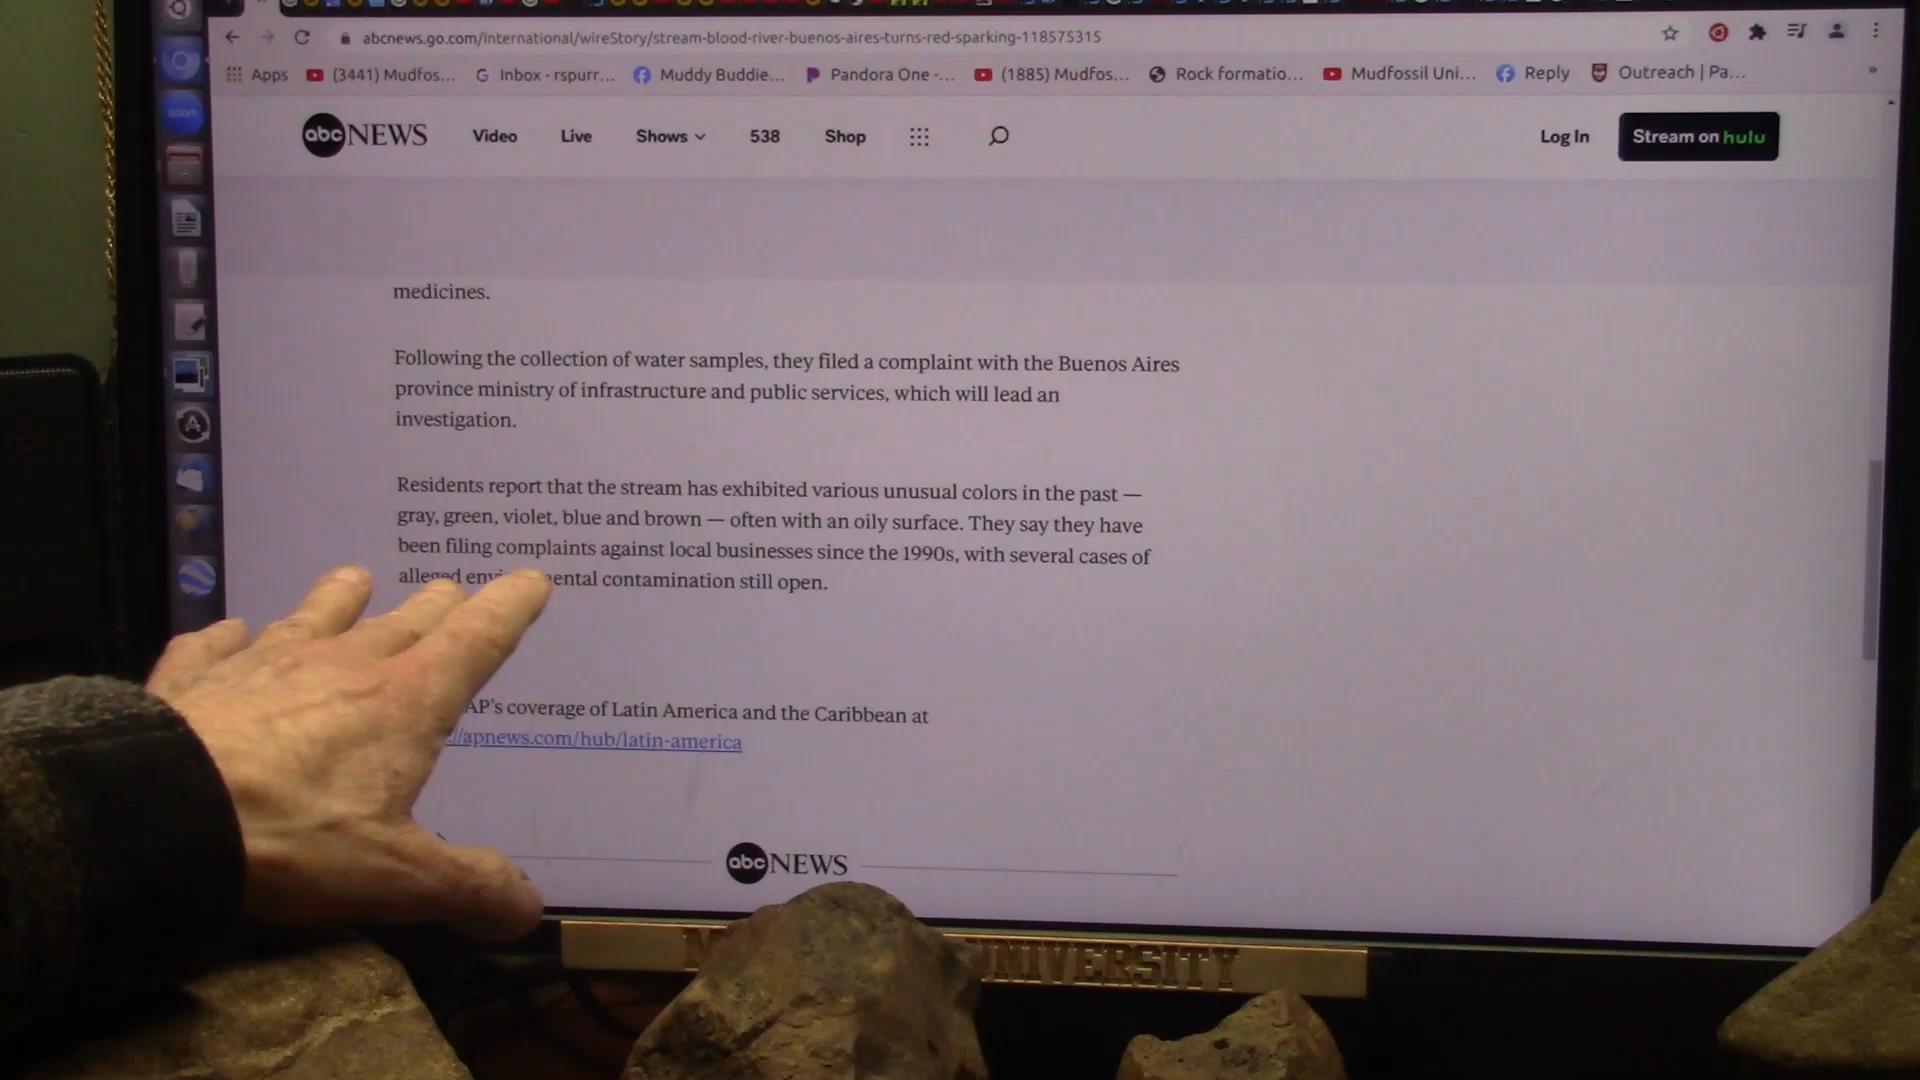 abcnews.go.com/International/wireStory/stream-blood-river-buenos-aires-turns-red-sparking-118575315
Apps (3441) Mudfos... Inbox - rspurr... Muddy Buddie... Pandora One -... (1885) Mudfos... Rock formatio... Mudfossil Uni... Reply Outreach | Pa... »
abc NEWS Video Live Shows 538 Shop Log In Stream on hulu
zoom
medicines.
Following the collection of water samples, they filed a complaint with the Buenos Aires
province ministry of infrastructure and public services, which will lead an
investigation.
Residents report that the stream has exhibited various unusual colors in the past —
gray, green, violet, blue and brown — often with an oily surface. They say they have
been filing complaints against local businesses since the 1990s, with several cases of
alleged contamination still open.
AP's coverage of Latin America and the Caribbean at
//apnews.com/hub/latin-america
abc NEWS
UNIVERSITY